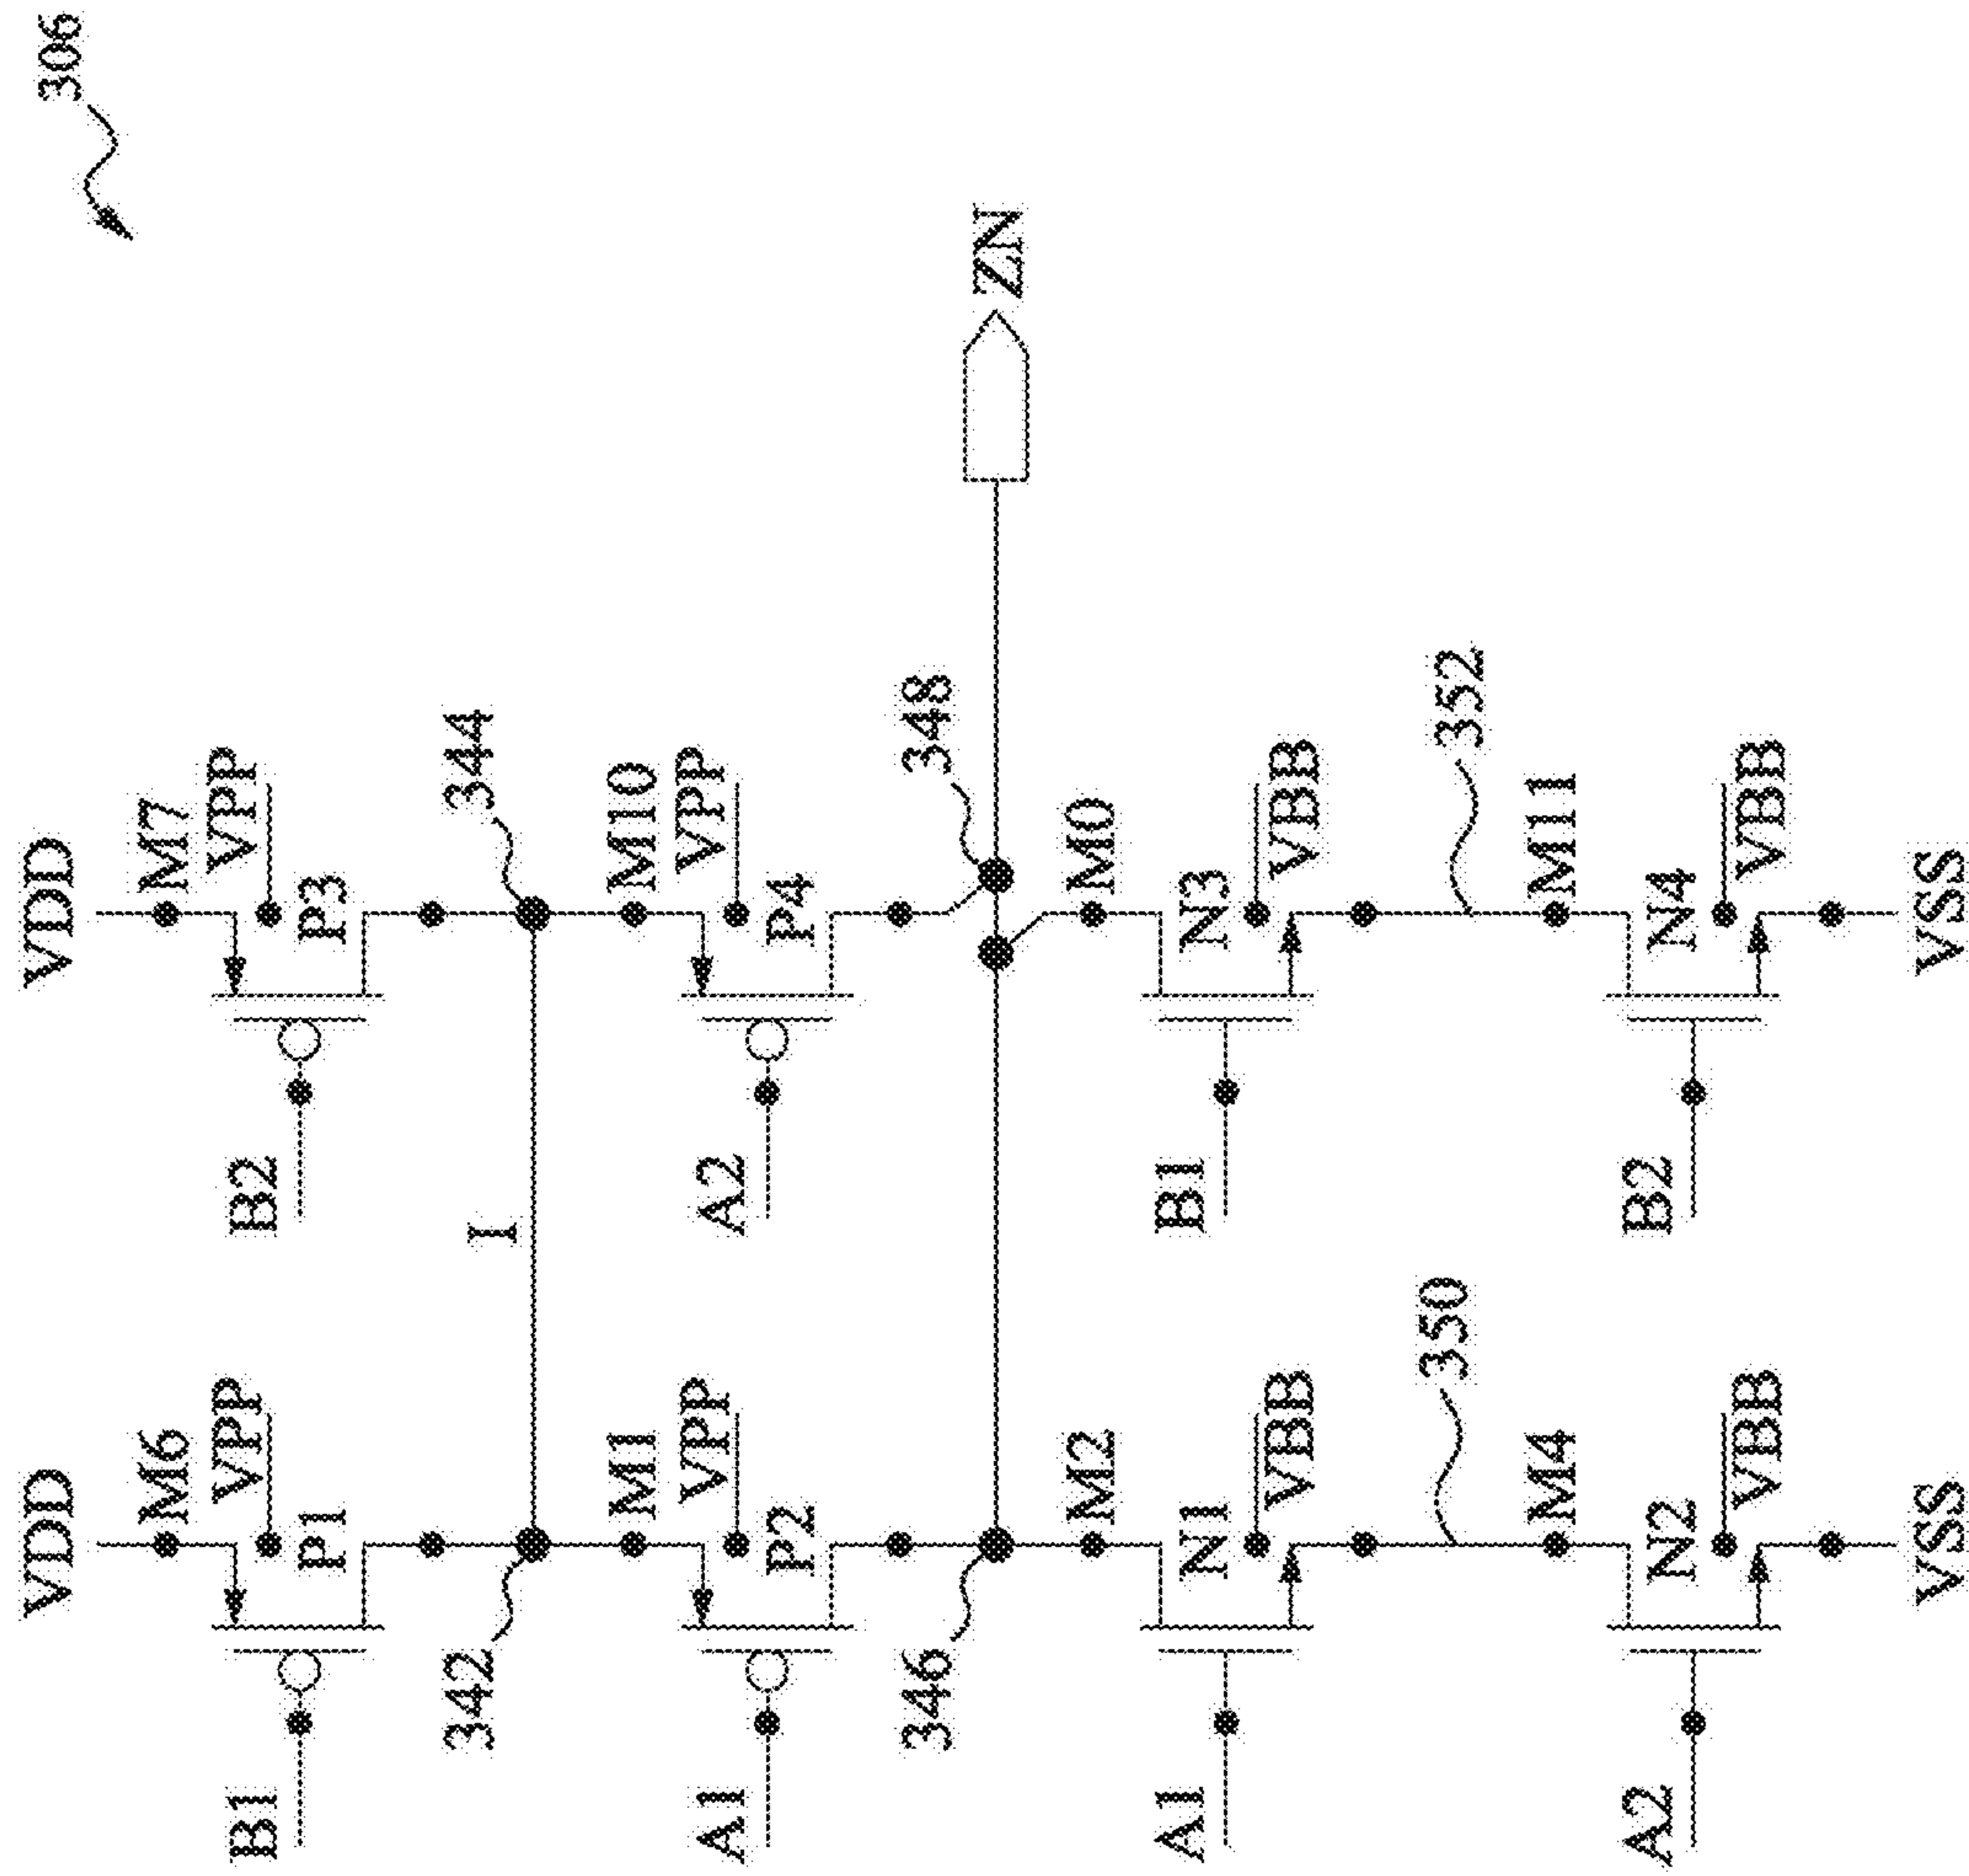 306
VDD
M6
VPP
P1
B1
VDD
M7
VPP
P3
B2
342
I
344
M1
VPP
P2
A1
M10
VPP
P4
A2
346
348
ZN
M2
N1
VBB
A1
M0
N3
VBB
B1
350
352
M4
N2
VBB
A2
VSS
M11
N4
VBB
B2
VSS